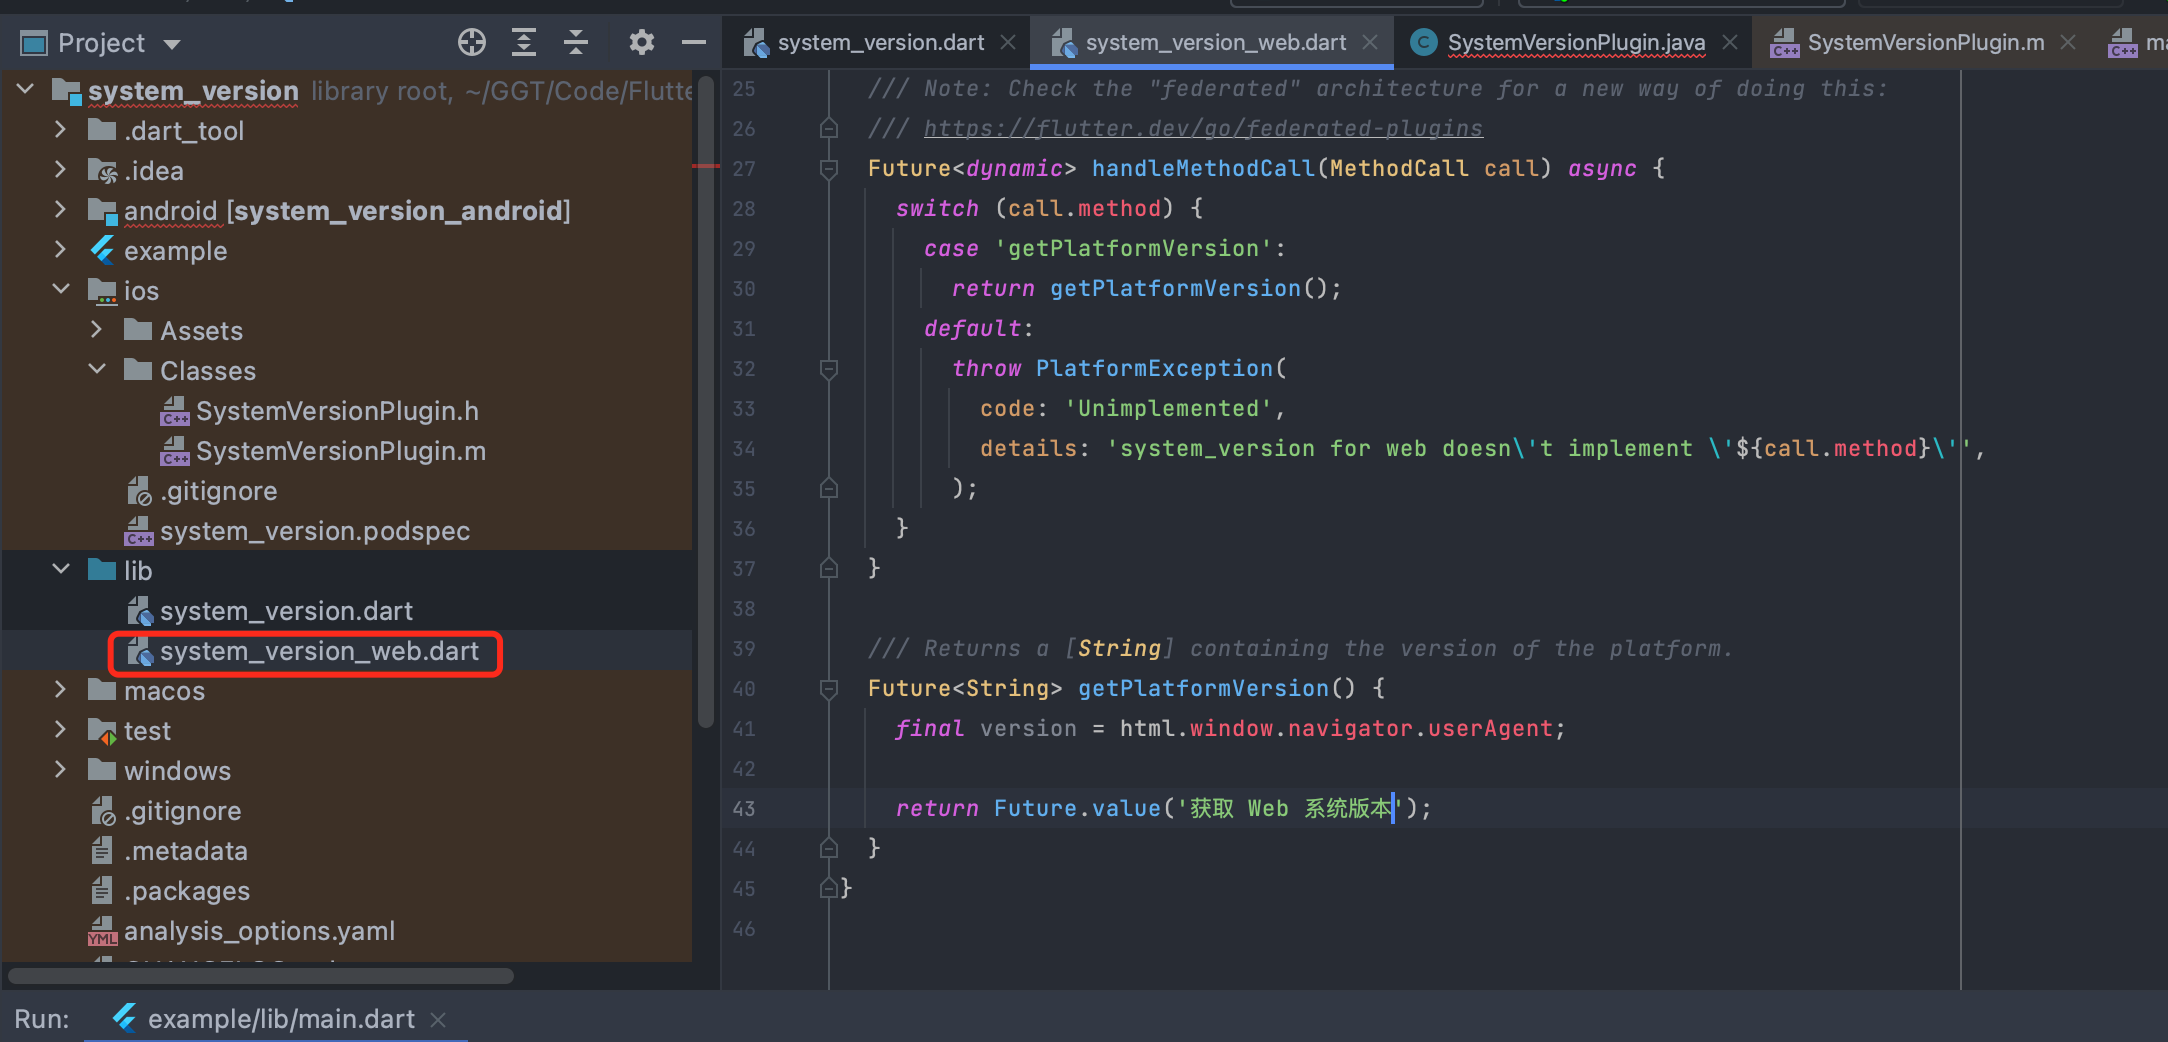 Project
system_version library root, ~/GGT/Code/Flutte
.dart_tool
.idea
android [system_version_android]
example
ios
Assets
Classes
SystemVersionPlugin.h
SystemVersionPlugin.m
.gitignore
system_version.podspec
lib
system_version.dart
system_version_web.dart
macos
test
windows
.gitignore
.metadata
.packages
analysis_options.yaml
system_version.dart
system_version_web.dart
SystemVersionPlugin.java
SystemVersionPlugin.m
25 /// Note: Check the "federated" architecture for a new way of doing this:
26 /// https://flutter.dev/go/federated-plugins
27 Future<dynamic> handleMethodCall(MethodCall call) async {
28 switch (call.method) {
29 case 'getPlatformVersion':
30 return getPlatformVersion();
31 default:
32 throw PlatformException(
33 code: 'Unimplemented',
34 details: 'system_version for web doesn\'t implement \'${call.method}\'',
35 );
36 }
37 }
38
39 /// Returns a [String] containing the version of the platform.
40 Future<String> getPlatformVersion() {
41 final version = html.window.navigator.userAgent;
42
43 return Future.value('获取 Web 系统版本');
44 }
45 }
46
Run: example/lib/main.dart